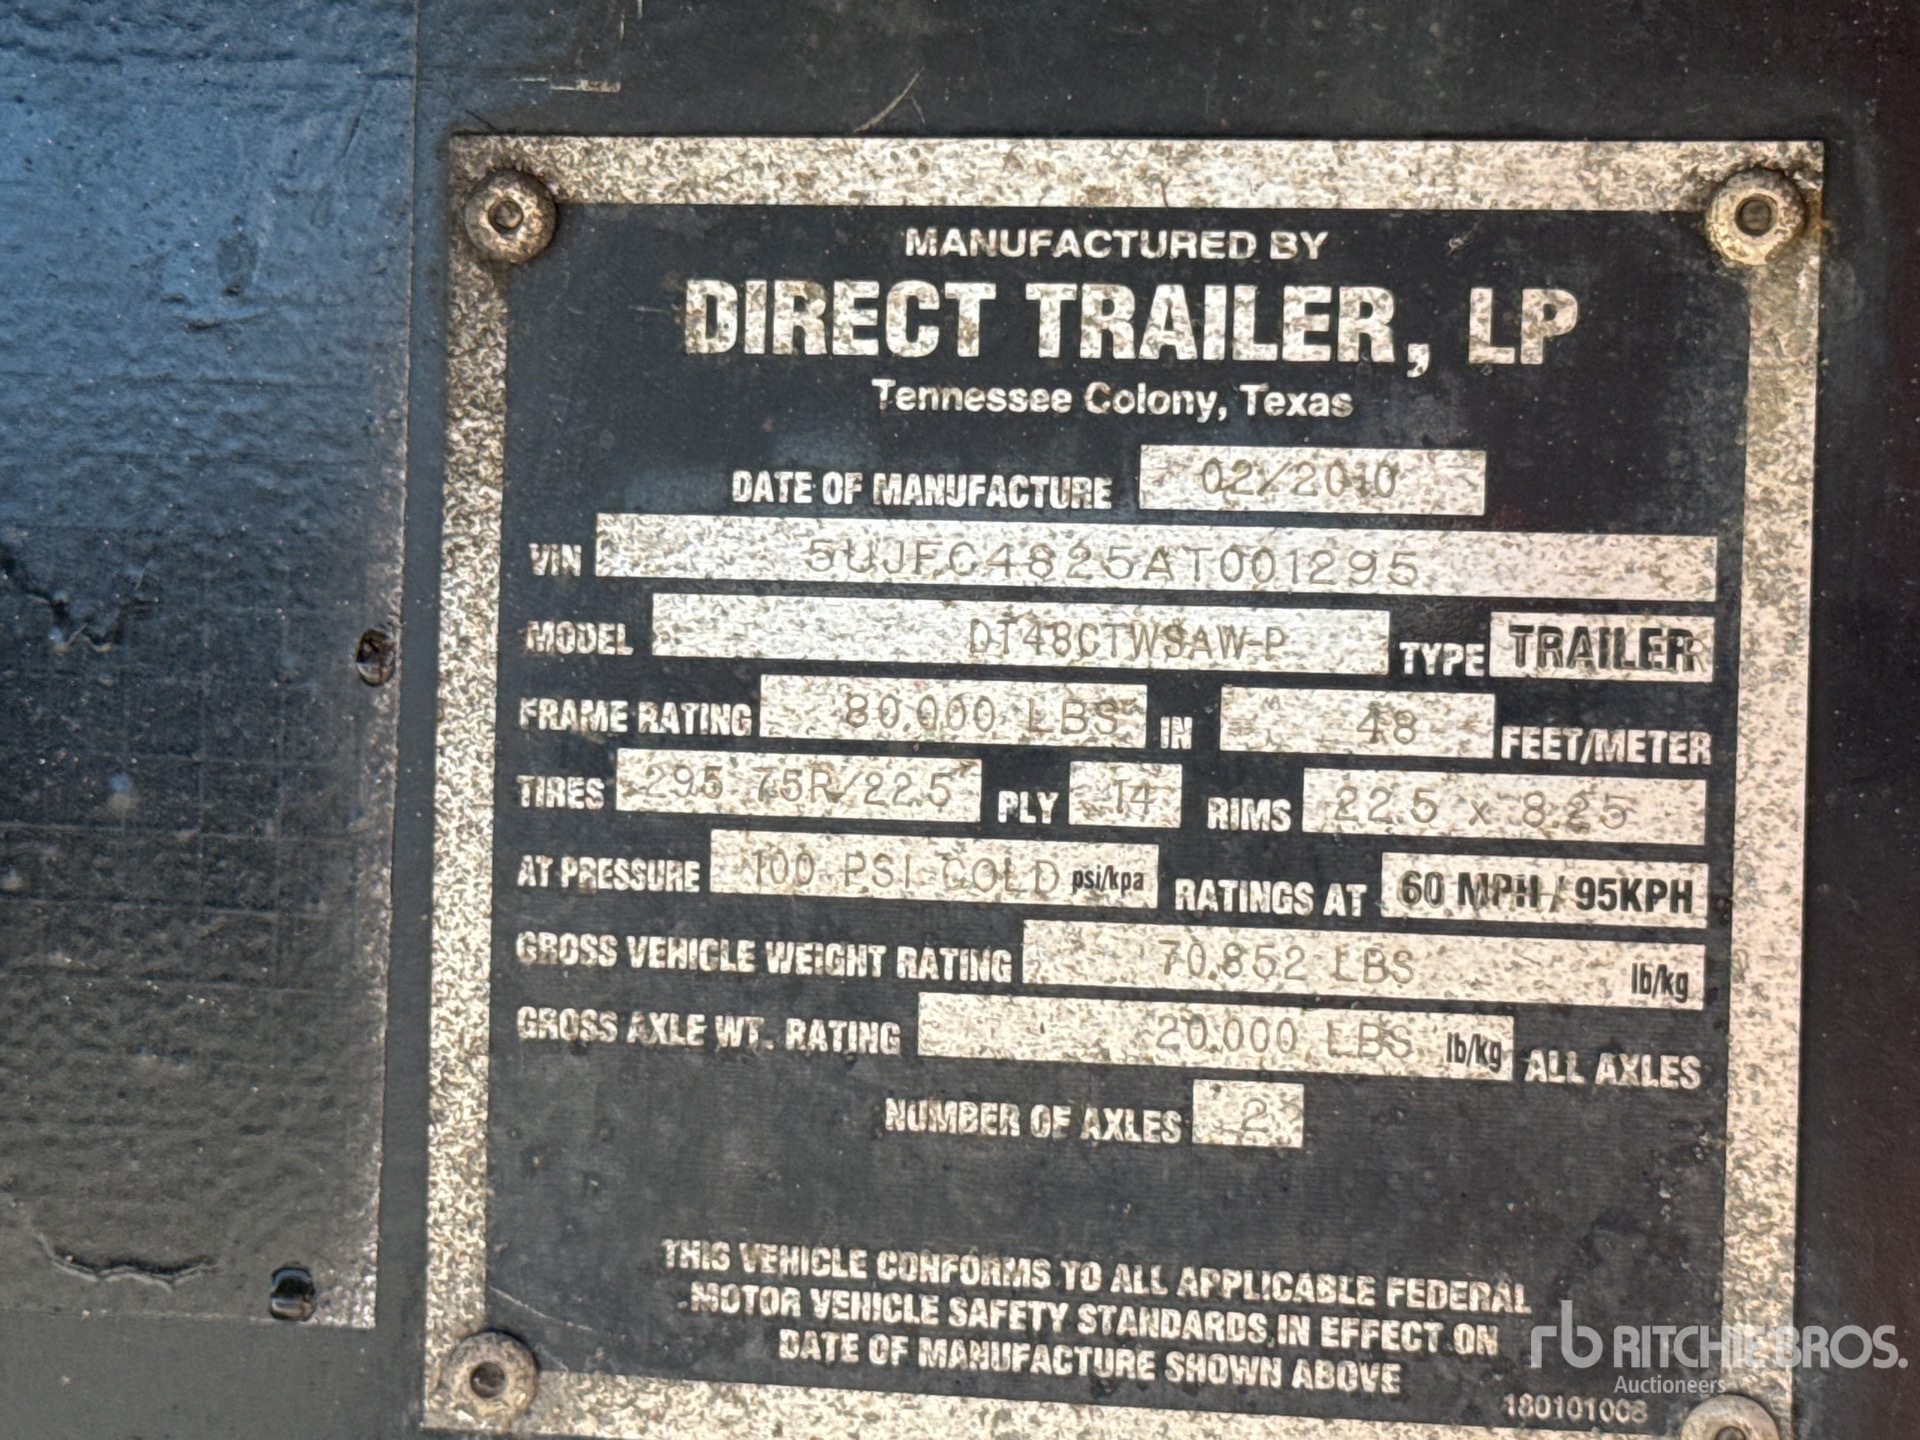 MANUFACTURED BY
DIRECT TRAILER, LP
Tennessee Colony, Texas
DATE OF MANUFACTURE 02/2010
VIN 5UJFC4825AT001295
MODEL DT48CTWSAW-P TYPE TRAILER
FRAME RATING 80.000 LBS IN 48 FEET/METER
TIRES 295 75R/22.5 PLY 14 RIMS 22.5 x 8.25
AT PRESSURE 100 PSI COLD psi/kpa RATINGS AT 60 MPH / 95KPH
GROSS VEHICLE WEIGHT RATING 70.852 LBS lb/kg
GROSS AXLE WT. RATING 20.000 LBS lb/kg ALL AXLES
NUMBER OF AXLES 2
THIS VEHICLE CONFORMS TO ALL APPLICABLE FEDERAL
MOTOR VEHICLE SAFETY STANDARDS IN EFFECT ON
DATE OF MANUFACTURE SHOWN ABOVE
180101008
rb RITCHIE BROS.
Auctioneers